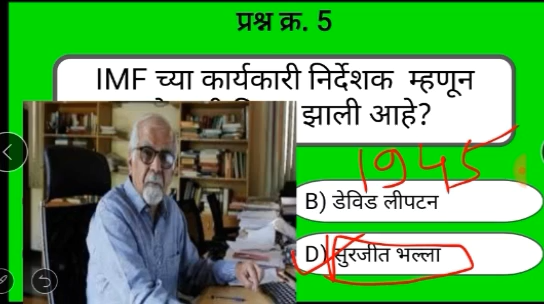 प्रश्न क्र. 5
IMF च्या कार्यकारी निर्देशक म्हणून
झाली आहे?
1945
B) डेविड लीपटन
D) सुरजीत भल्ला